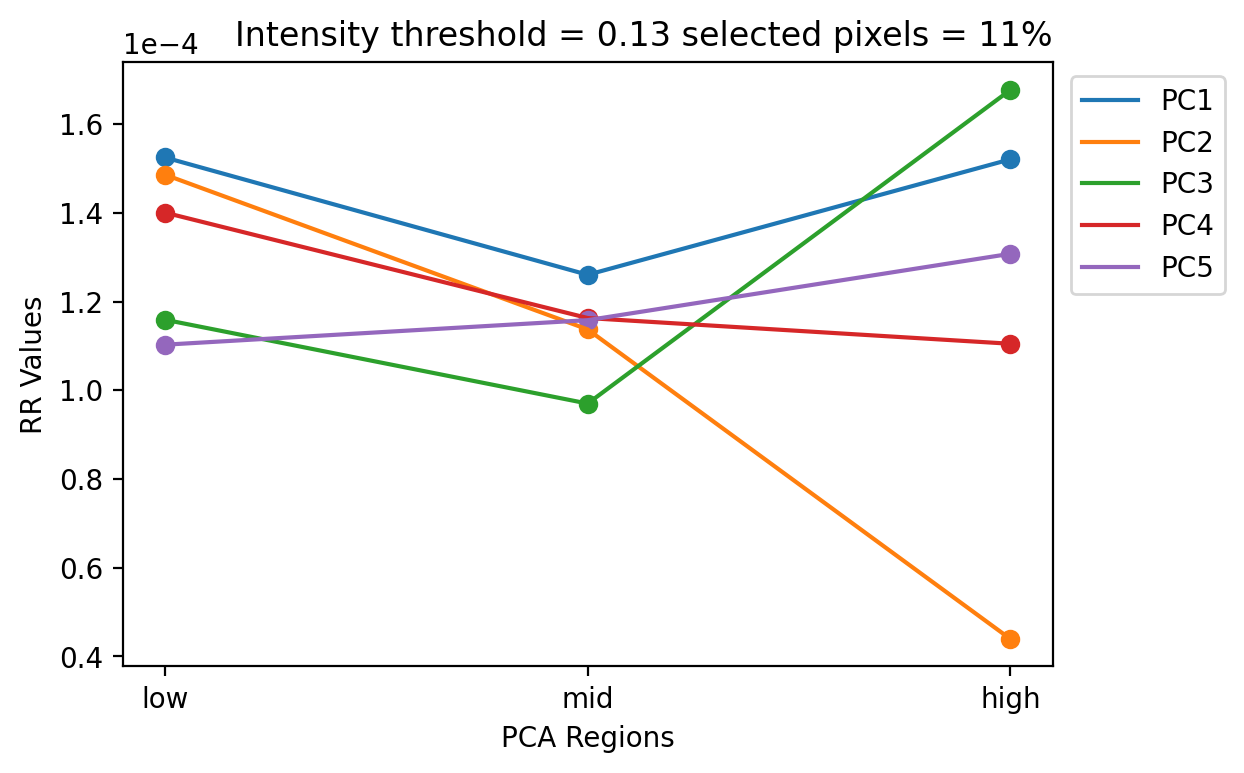 Intensity threshold = 0.13 selected pixels = 11%
1e−4
1.6
1.4
1.2
1.0
0.8
0.6
0.4
RR Values
low mid high
PCA Regions
PC1
PC2
PC3
PC4
PC5